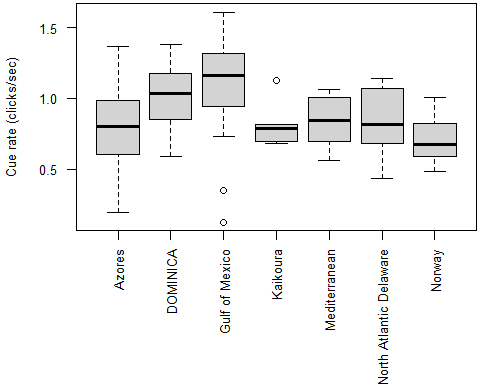 Cue rate (clicks/sec)
1.5
1.0
0.5
Azores
DOMINICA
Gulf of Mexico
Kaikoura
Mediterranean
North Atlantic Delaware
Norway